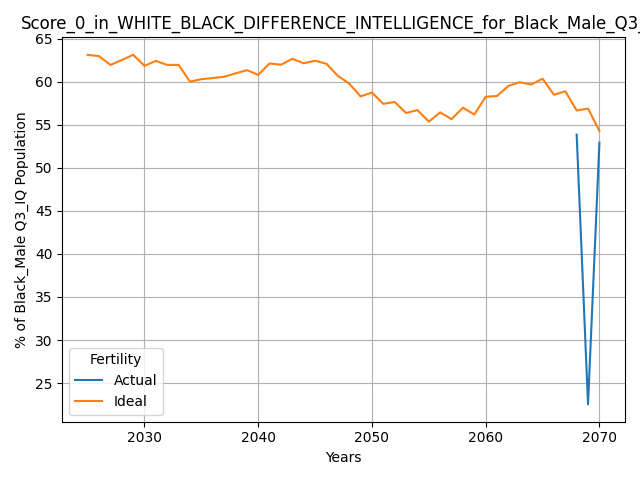 Score_0_in_WHITE_BLACK_DIFFERENCE_INTELLIGENCE_for_Black_Male_Q3_
65
60
55
50
45
40
35
30
25
% of Black_Male Q3_IQ Population
Fertility
Actual
Ideal
2030
2040
2050
2060
2070
Years